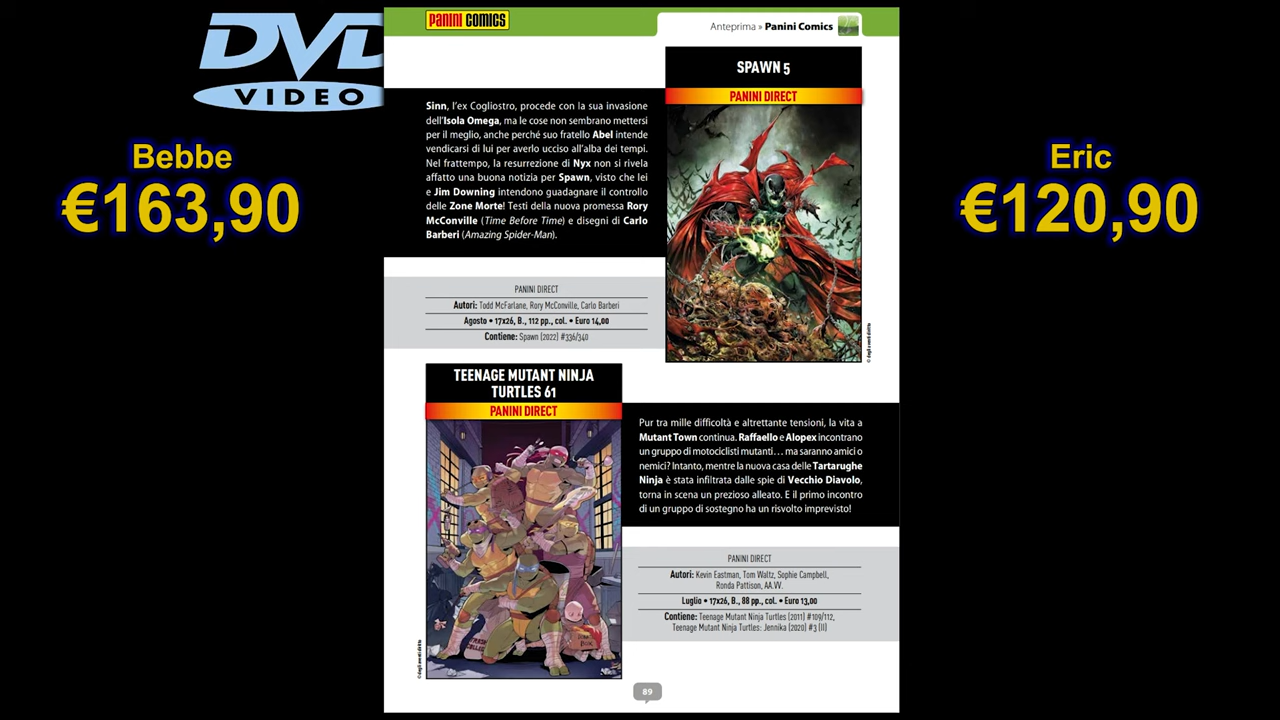 DVD
VIDEO
Bebbe
€163,90
Eric
€120,90
PANINI COMICS
Anteprima » Panini Comics
SPAWN 5
PANINI DIRECT
Sinn, l'ex Cogliostro, procede con la sua invasione
dell'Isola Omega, ma le cose non sembrano mettersi
per il meglio, anche perché suo fratello Abel intende
vendicarsi di lui per averlo ucciso all'alba dei tempi.
Nel frattempo, la resurrezione di Nyx non si rivela
affatto una buona notizia per Spawn, visto che lei
e Jim Downing intendono guadagnare il controllo
delle Zone Morte! Testi della nuova promessa Rory
McConville (Time Before Time) e disegni di Carlo
Barberi (Amazing Spider-Man).
PANINI DIRECT
Autori: Todd McFarlane, Rory McConville, Carlo Barberi
Agosto • 17x26, B., 112 pp., col. • Euro 14,00
Contiene: Spawn (2022) #336/340
© degli aventi diritto
TEENAGE MUTANT NINJA
TURTLES 61
PANINI DIRECT
Pur tra mille difficoltà e altrettante tensioni, la vita a
Mutant Town continua. Raffaello e Alopex incontrano
un gruppo di motociclisti mutanti… ma saranno amici o
nemici? Intanto, mentre la nuova casa delle Tartarughe
Ninja è stata infiltrata dalle spie di Vecchio Diavolo,
torna in scena un prezioso alleato. E il primo incontro
di un gruppo di sostegno ha un risvolto imprevisto!
PANINI DIRECT
Autori: Kevin Eastman, Tom Waltz, Sophie Campbell,
Ronda Pattison, AA.VV.
Luglio • 17x26, B., 88 pp., col. • Euro 13,00
Contiene: Teenage Mutant Ninja Turtles (2011) #109/112,
Teenage Mutant Ninja Turtles: Jennika (2020) #3 (II)
© degli aventi diritto
89